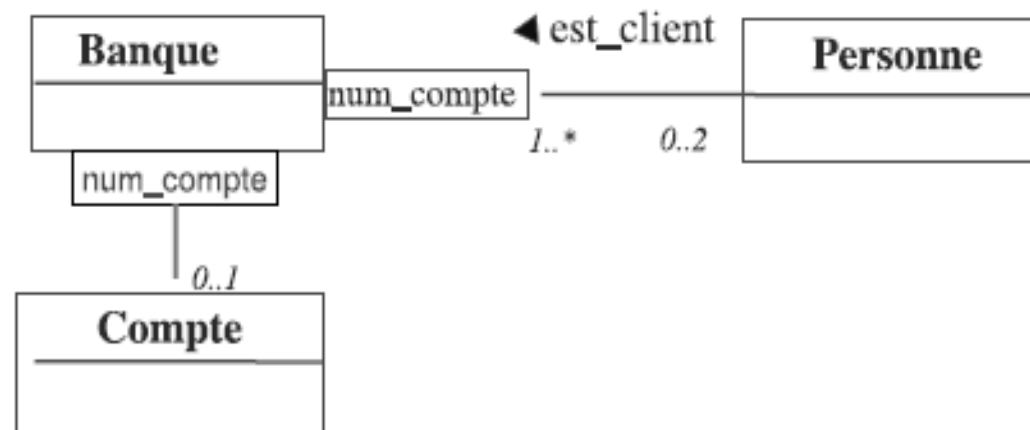 Banque
◀ est_client
Personne
num_compte
1..*
0..2
num_compte
0..1
Compte